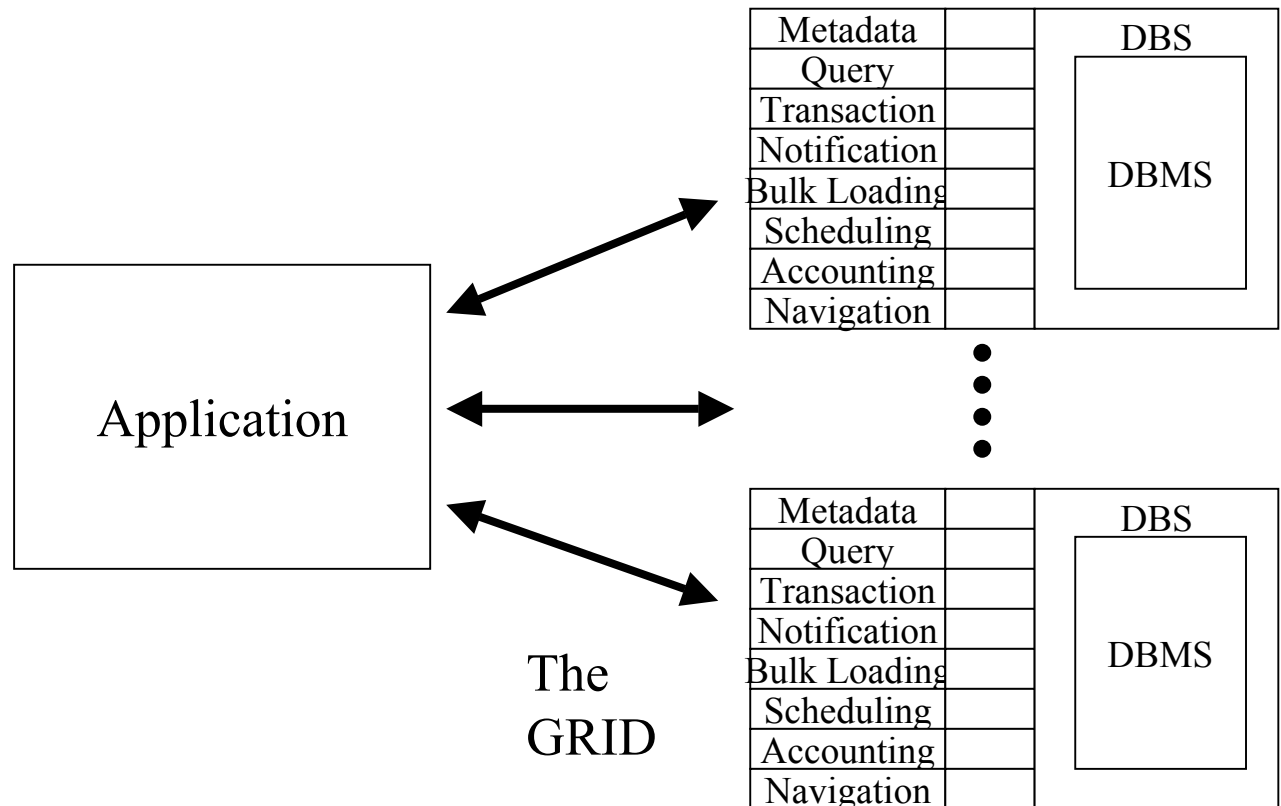 Metadata
Query
Transaction
Notification
Bulk Loading
Scheduling
Accounting
Navigation
DBS
DBMS
Application
Metadata
Query
Transaction
Notification
Bulk Loading
Scheduling
Accounting
Navigation
DBS
DBMS
The
GRID